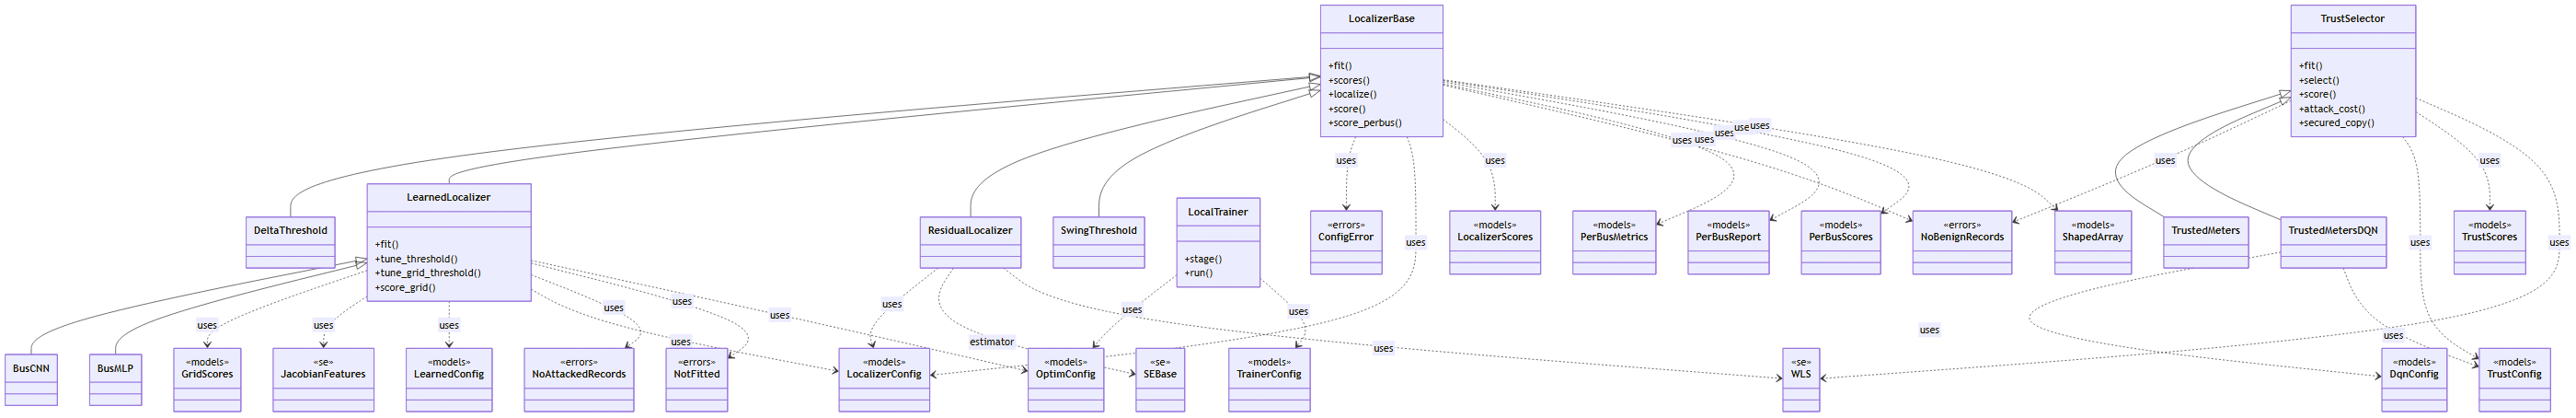 LocalizerBase
+fit()
+scores()
+localize()
+score()
+score_perbus()
TrustSelector
+fit()
+select()
+score()
+attack_cost()
+secured_copy()
uses
uses
uses
uses
uses
uses
uses
uses
uses
LearnedLocalizer
+fit()
+tune_threshold()
+tune_grid_threshold()
+score_grid()
DeltaThreshold
ResidualLocalizer
SwingThreshold
LocalTrainer
+stage()
+run()
«errors»
ConfigError
«models»
LocalizerScores
«models»
PerBusMetrics
«models»
PerBusReport
«models»
PerBusScores
«errors»
NoBenignRecords
«models»
ShapedArray
TrustedMeters
TrustedMetersDQN
«models»
TrustScores
uses
uses
uses
uses
uses
uses
uses
uses
uses
uses
uses
uses
uses
estimator
uses
uses
uses
uses
uses
BusCNN
BusMLP
«models»
GridScores
«se»
JacobianFeatures
«models»
LearnedConfig
«errors»
NoAttackedRecords
«errors»
NotFitted
«models»
LocalizerConfig
«models»
OptimConfig
«se»
SEBase
«models»
TrainerConfig
«se»
WLS
«models»
DqnConfig
«models»
TrustConfig